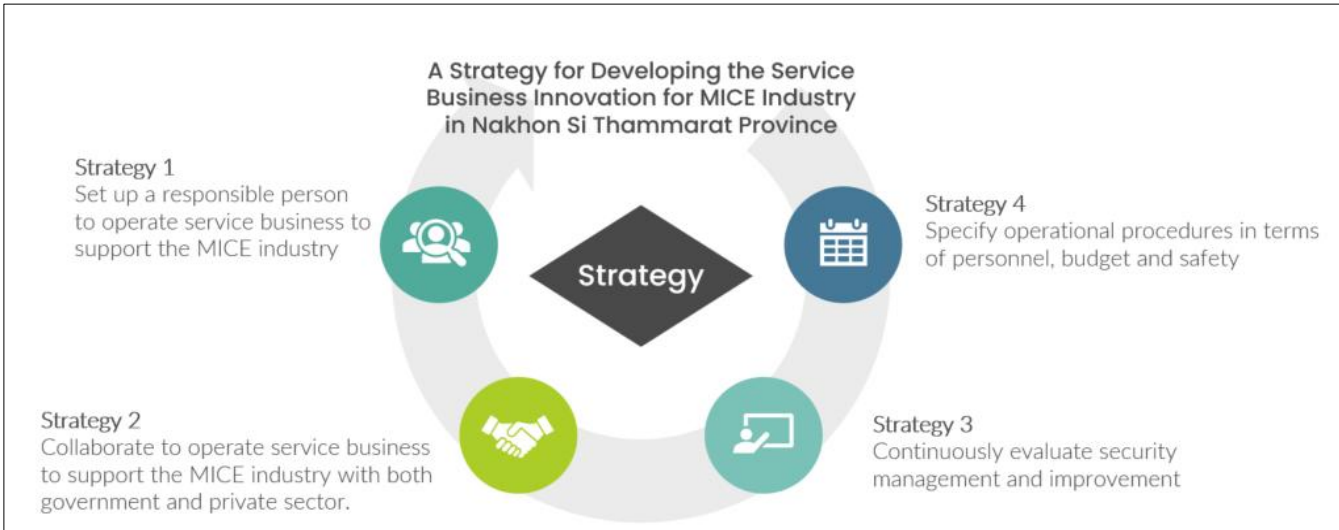 A Strategy for Developing the Service
Business Innovation for MICE Industry
in Nakhon Si Thammarat Province
Strategy 1
Set up a responsible person
to operate service business to
support the MICE industry
Strategy
Strategy 4
Specify operational procedures in terms
of personnel, budget and safety
Strategy 2
Collaborate to operate service business
to support the MICE industry with both
government and private sector.
Strategy 3
Continuously evaluate security
management and improvement